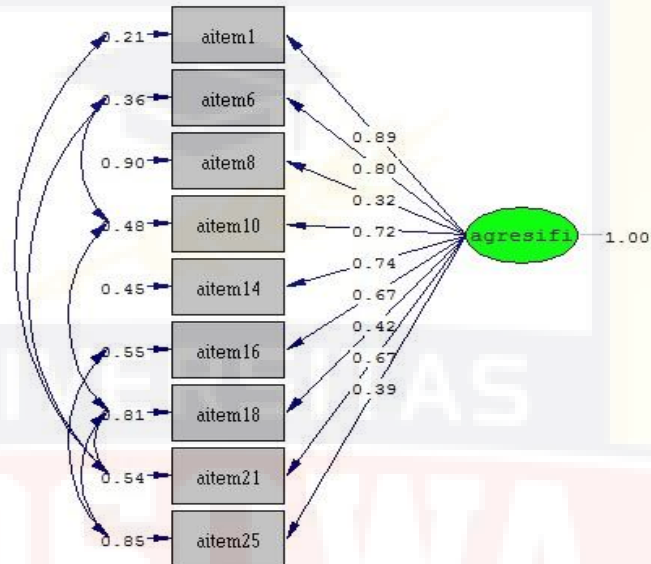 0.21 aitem1
0.36 aitem6
0.90 aitem8
0.48 aitem10
0.45 aitem14
0.55 aitem16
0.81 aitem18
0.54 aitem21
0.85 aitem25
0.89
0.80
0.32
0.72
0.74
0.67
0.42
0.67
0.39
agresifi 1.00